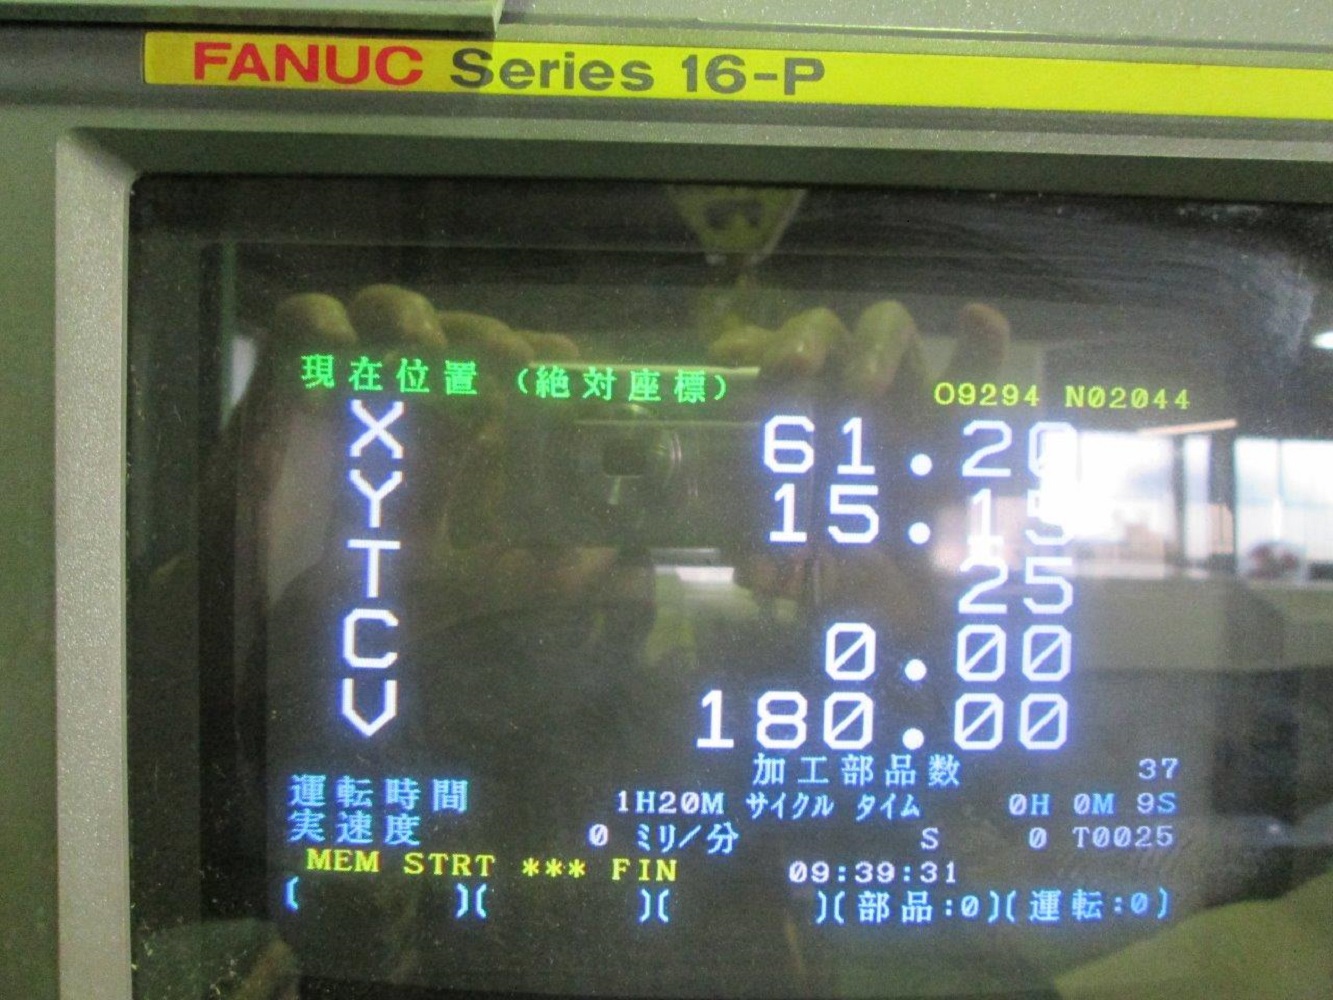 FANUC Series 16-P
現在位置 (絶対座標) O9294 N02044
X 61.20
Y 15.15
T 25
C 0.00
V 180.00
加工部品数 37
運転時間 1H20M サイクル タイム 0H 0M 9S
実速度 0 ミリ/分 S 0 T0025
MEM STRT *** FIN 09:39:31
[ ][ ][ ][部品:0][運転:0]